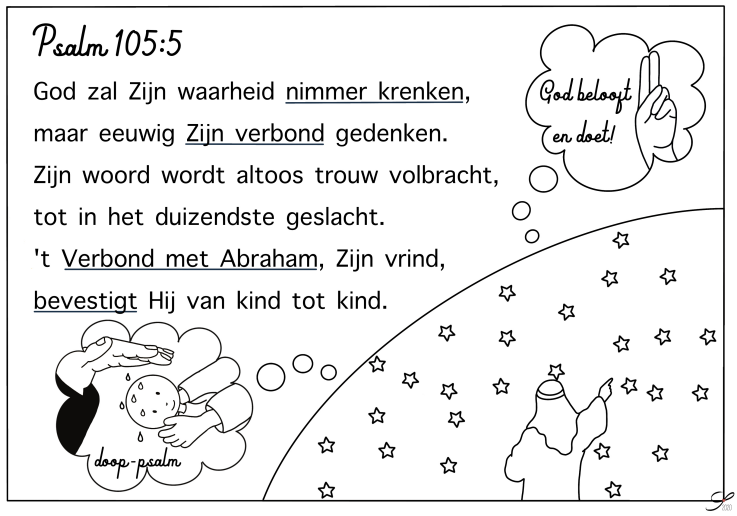 Psalm 105:5
God zal Zijn waarheid nimmer krenken,
maar eeuwig Zijn verbond gedenken.
Zijn woord wordt altoos trouw volbracht,
tot in het duizendste geslacht.
't Verbond met Abraham, Zijn vrind,
bevestigt Hij van kind tot kind.
God belooft
en doet!
doop-psalm
2020